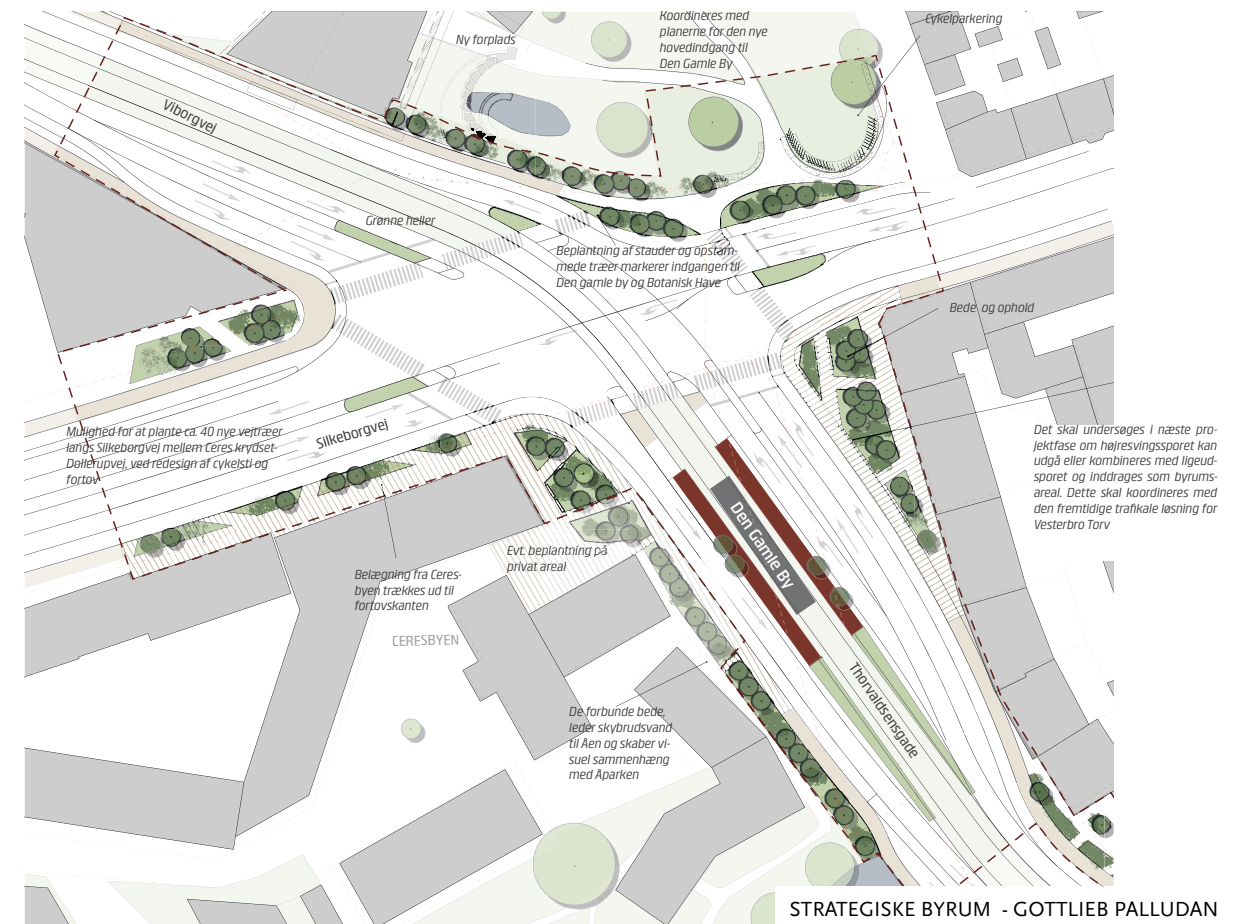 Koordineres med
planerne for den nye
hovedindgang til
Den Gamle By
Cykelparkering
Ny forplads
Viborgvej
Grønne heller
Beplantning af stauder og opstam-
mede træer markerer indgangen til
Den gamle by og Botanisk Have
Bede og ophold
Mulighed for at plante ca. 40 nye vejtræer
langs Silkeborgvej mellem Ceres krydset-
Dollerupvej, ved redesign af cykelsti og
fortov
Silkeborgvej
Det skal undersøges i næste pro-
jektfase om højresvingssporet kan
udgå eller kombineres med ligeud-
sporet og inddrages som byrums-
areal. Dette skal koordineres med
den fremtidige trafikale løsning for
Vesterbro Torv
Den Gamle By
Evt. beplantning på
privat areal
Belægning fra Ceres-
byen trækkes ud til
fortovskanten
CERESBYEN
Thorvaldsensgade
De forbunde bede,
leder skybrudsvand
til Åen og skaber vi-
suel sammenhæng
med Åparken
STRATEGISKE BYRUM - GOTTLIEB PALLUDAN